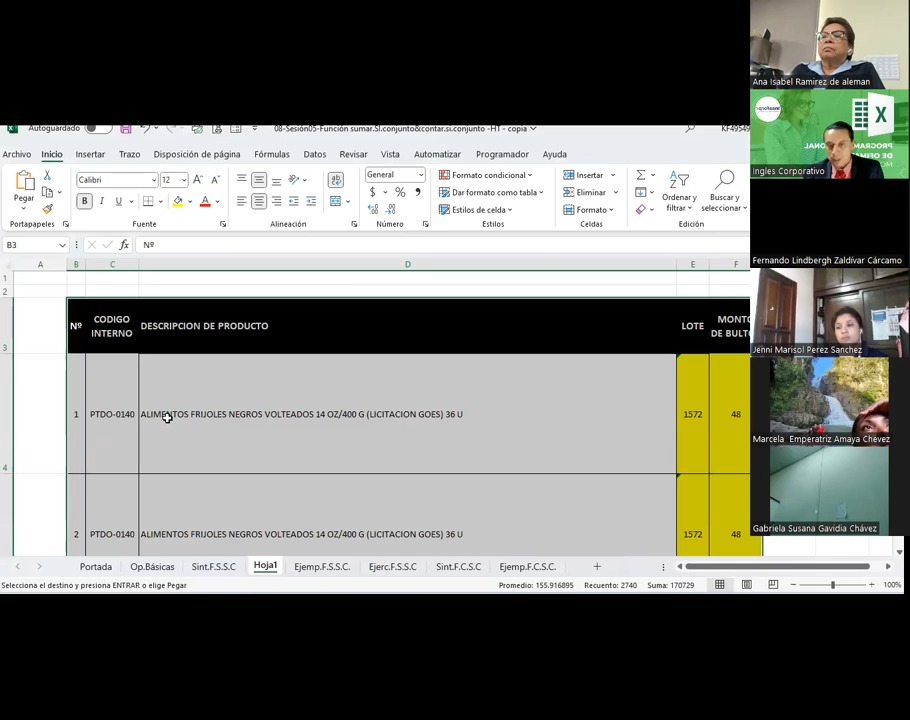 Autoguardado
08-Sesión05-Función sumar.SI.conjunto&contar.si.conjunto -HT - copia
KF4954
Archivo Inicio Insertar Trazo Disposición de página Fórmulas Datos Revisar Vista Automatizar Programador Ayuda
Pegar
Calibri 12
N
General
$ %
Formato condicional
Dar formato como tabla
Estilos de celda
Insertar
Eliminar
Formato
Ordenar y filtrar
Buscar y seleccionar
Portapapeles Fuente Alineación Número Estilos Celdas Edición
B3 fx Nº
A B C D E F
1
2
3
4
Nº CODIGO INTERNO DESCRIPCION DE PRODUCTO LOTE MONTO DE BULTO
1 PTDO-0140 ALIMENTOS FRIJOLES NEGROS VOLTEADOS 14 OZ/400 G (LICITACION GOES) 36 U 1572 48
2 PTDO-0140 ALIMENTOS FRIJOLES NEGROS VOLTEADOS 14 OZ/400 G (LICITACION GOES) 36 U 1572 48
Portada Op.Básicas Sint.F.S.S.C Hoja1 Ejemp.F.S.S.C. Ejerc.F.S.S.C Sint.F.C.S.C Ejemp.F.C.S.C.
Selecciona el destino y presiona ENTRAR o elige Pegar
Promedio: 155.916895 Recuento: 2740 Suma: 170729
100%
Ana Isabel Ramirez de aleman
Ingles Corporativo
Fernando Lindbergh Zaldívar Cárcamo
Jenni Marisol Perez Sanchez
Marcela Emperatriz Amaya Chévez
Gabriela Susana Gavidia Chávez